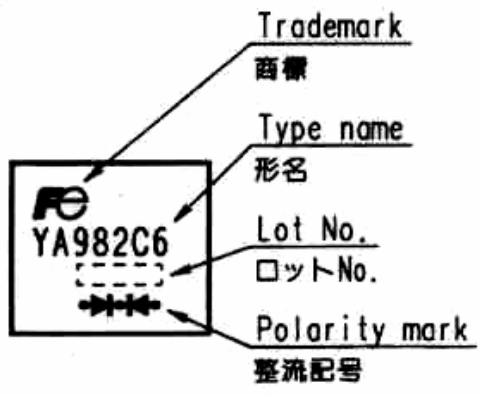 Trademark
商標
Type name
形名
Fe
YA982C6
Lot No.
ロットNo.
Polarity mark
整流記号